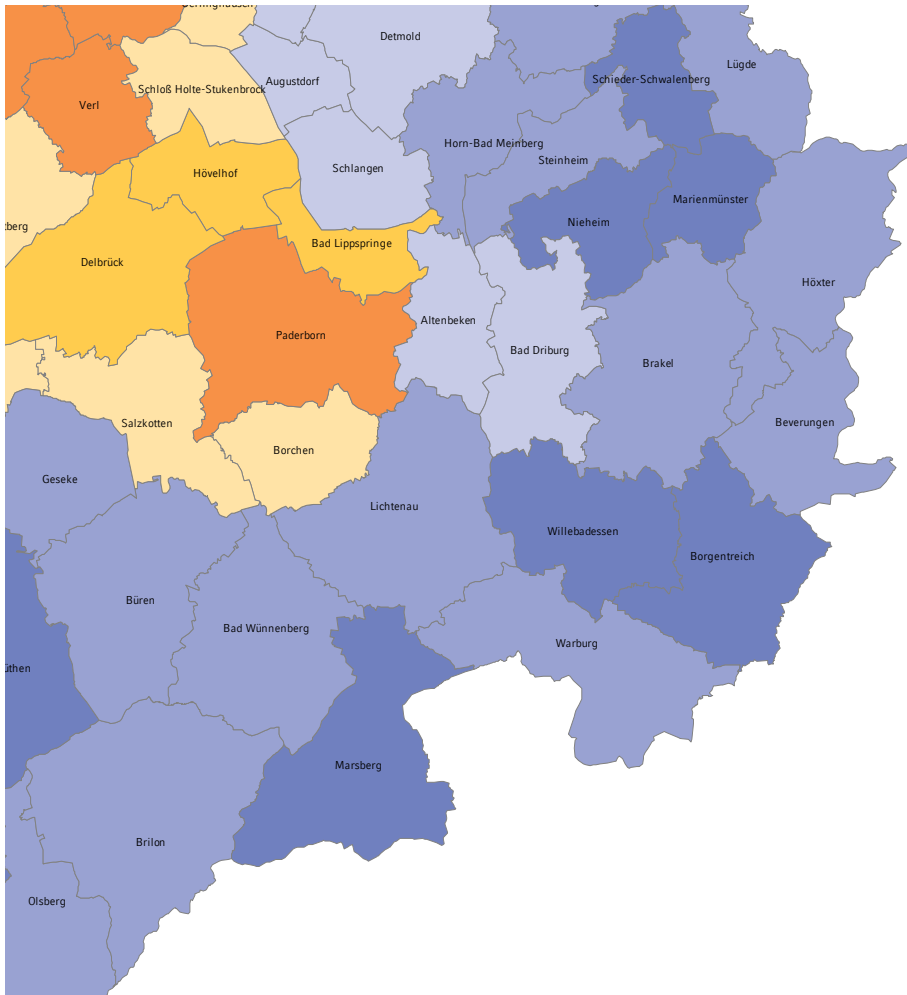 Detmold
Lügde
Schieder-Schwalenberg
Augustdorf
Schloß Holte-Stukenbrock
Verl
Horn-Bad Meinberg
Steinheim
Schlangen
Hövelhof
Marienmünster
Nieheim
berg
Bad Lippspringe
Delbrück
Höxter
Altenbeken
Paderborn
Bad Driburg
Brakel
Salzkotten
Beverungen
Borchen
Geseke
Lichtenau
Willebadessen
Borgentreich
Büren
Bad Wünnenberg
Warburg
üthen
Marsberg
Brilon
Olsberg